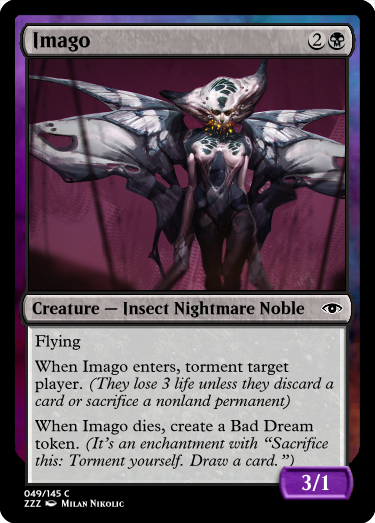 Imago 2
Creature — Insect Nightmare Noble
Flying
When Imago enters, torment target
player. (They lose 3 life unless they discard a
card or sacrifice a nonland permanent)
When Imago dies, create a Bad Dream
token. (It's an enchantment with “Sacrifice
this: Torment yourself. Draw a card.”)
3/1
049/145 C
ZZZ Milan Nikolic